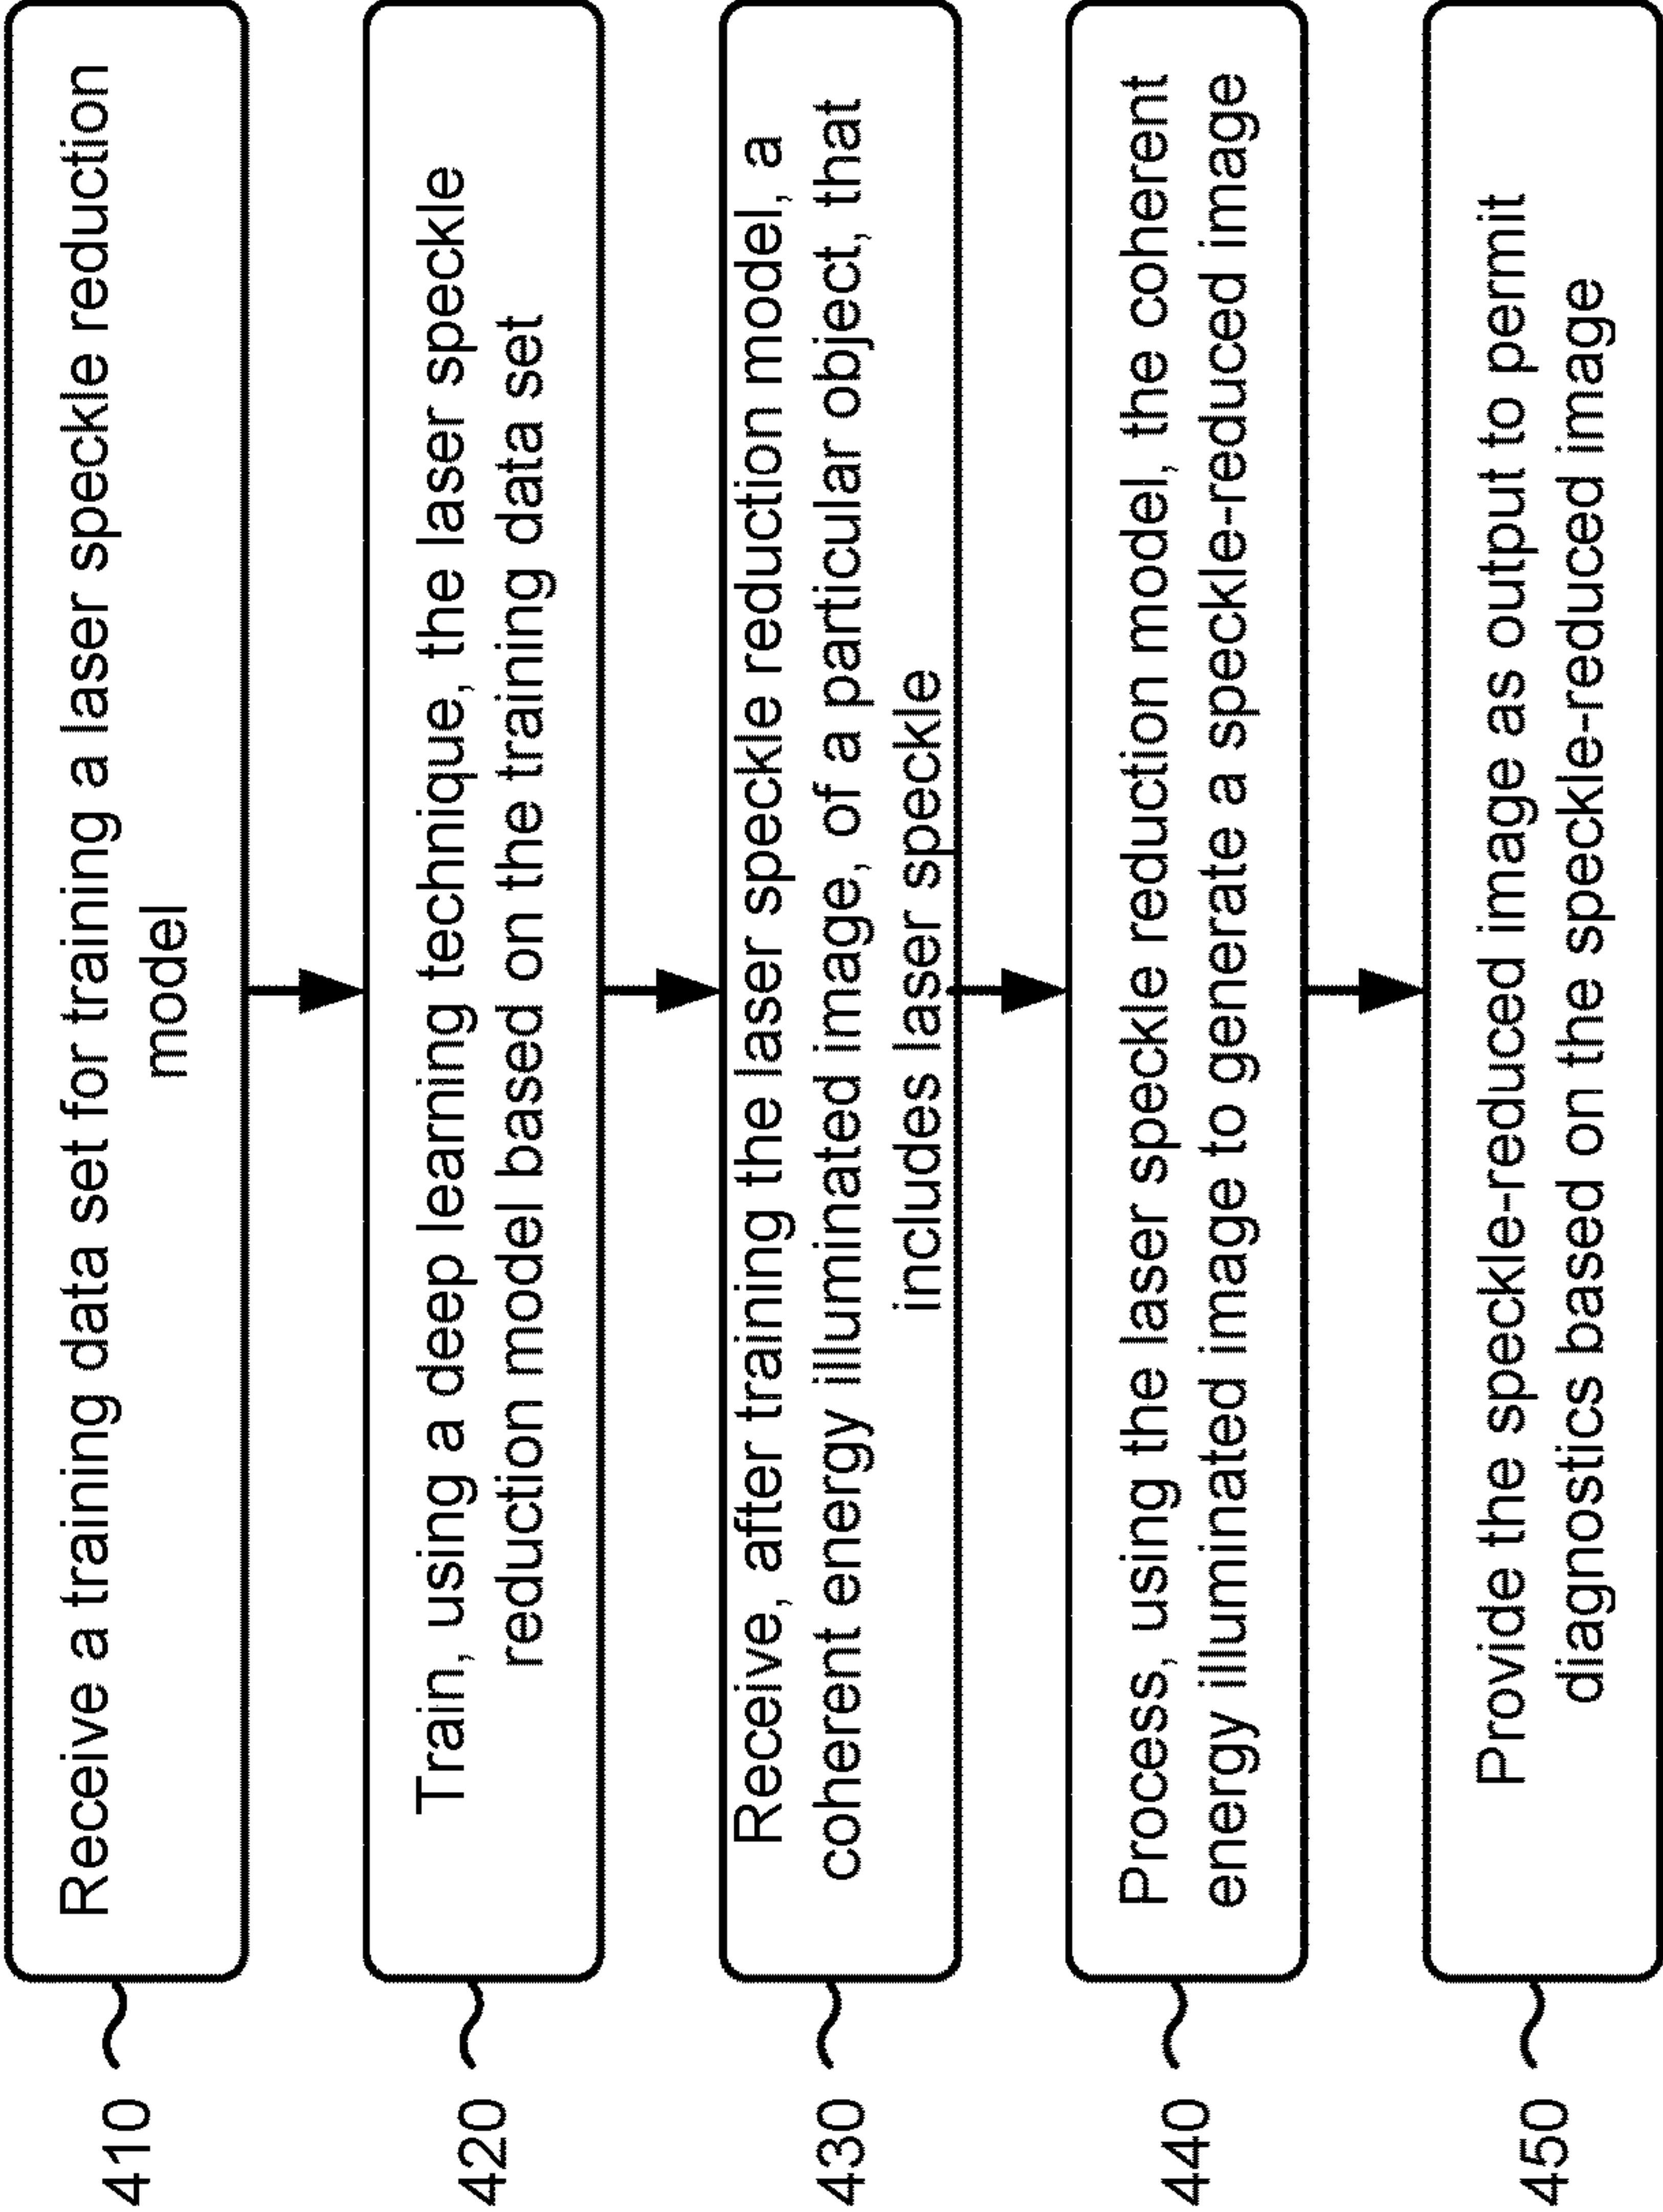 410
Receive a training data set for training a laser speckle reduction
model
420
Train, using a deep learning technique, the laser speckle
reduction model based on the training data set
430
Receive, after training the laser speckle reduction model, a
coherent energy illuminated image, of a particular object, that
includes laser speckle
440
Process, using the laser speckle reduction model, the coherent
energy illuminated image to generate a speckle-reduced image
450
Provide the speckle-reduced image as output to permit
diagnostics based on the speckle-reduced image